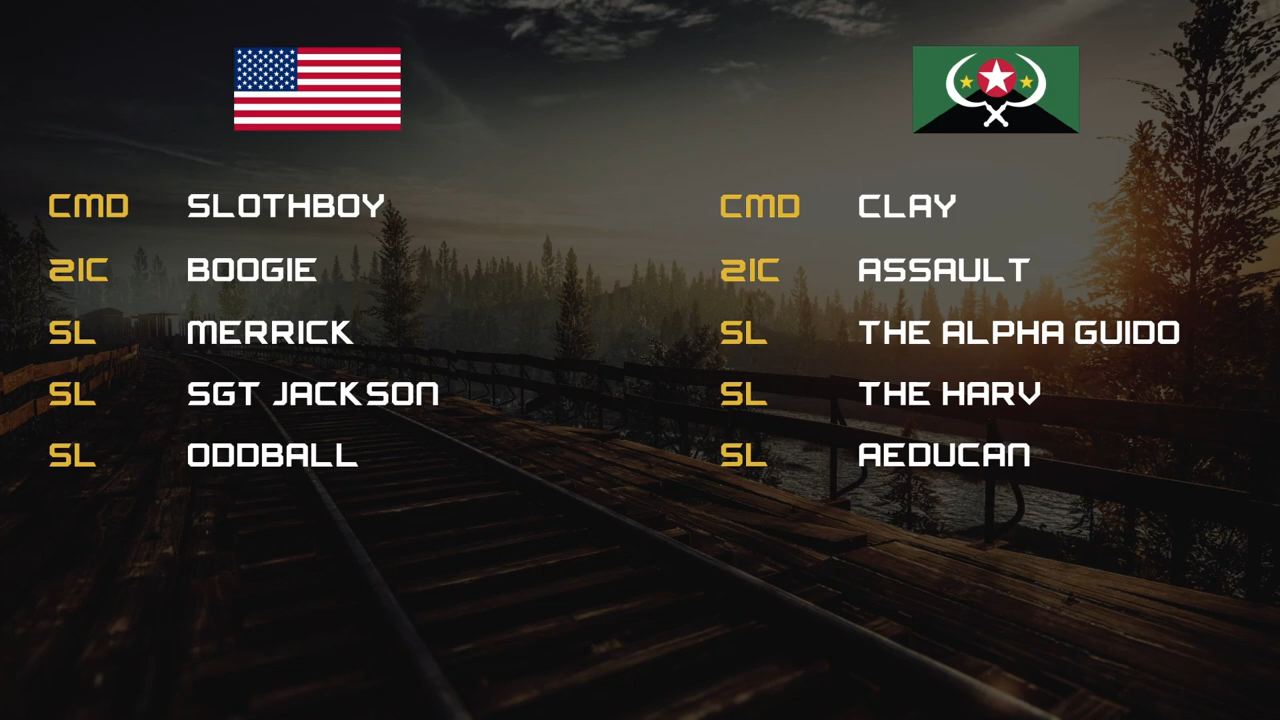 CMD SLOTHBOY
2IC BOOGIE
SL MERRICK
SL SGT JACKSON
SL ODDBALL
CMD CLAY
2IC ASSAULT
SL THE ALPHA GUIDO
SL THE HARV
SL AEDUCAN